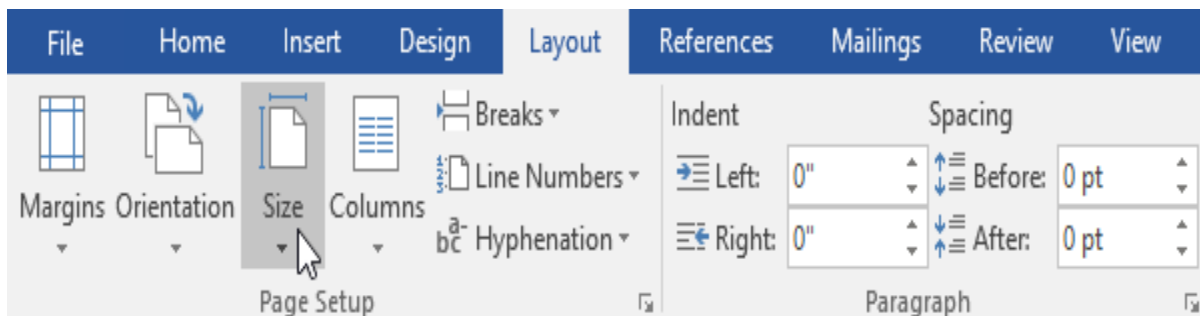 File Home Insert Design Layout References Mailings Review View
Breaks Indent Spacing
Line Numbers Left: 0" Before: 0 pt
Margins Orientation Size Columns
Hyphenation Right: 0" After: 0 pt
Page Setup Paragraph